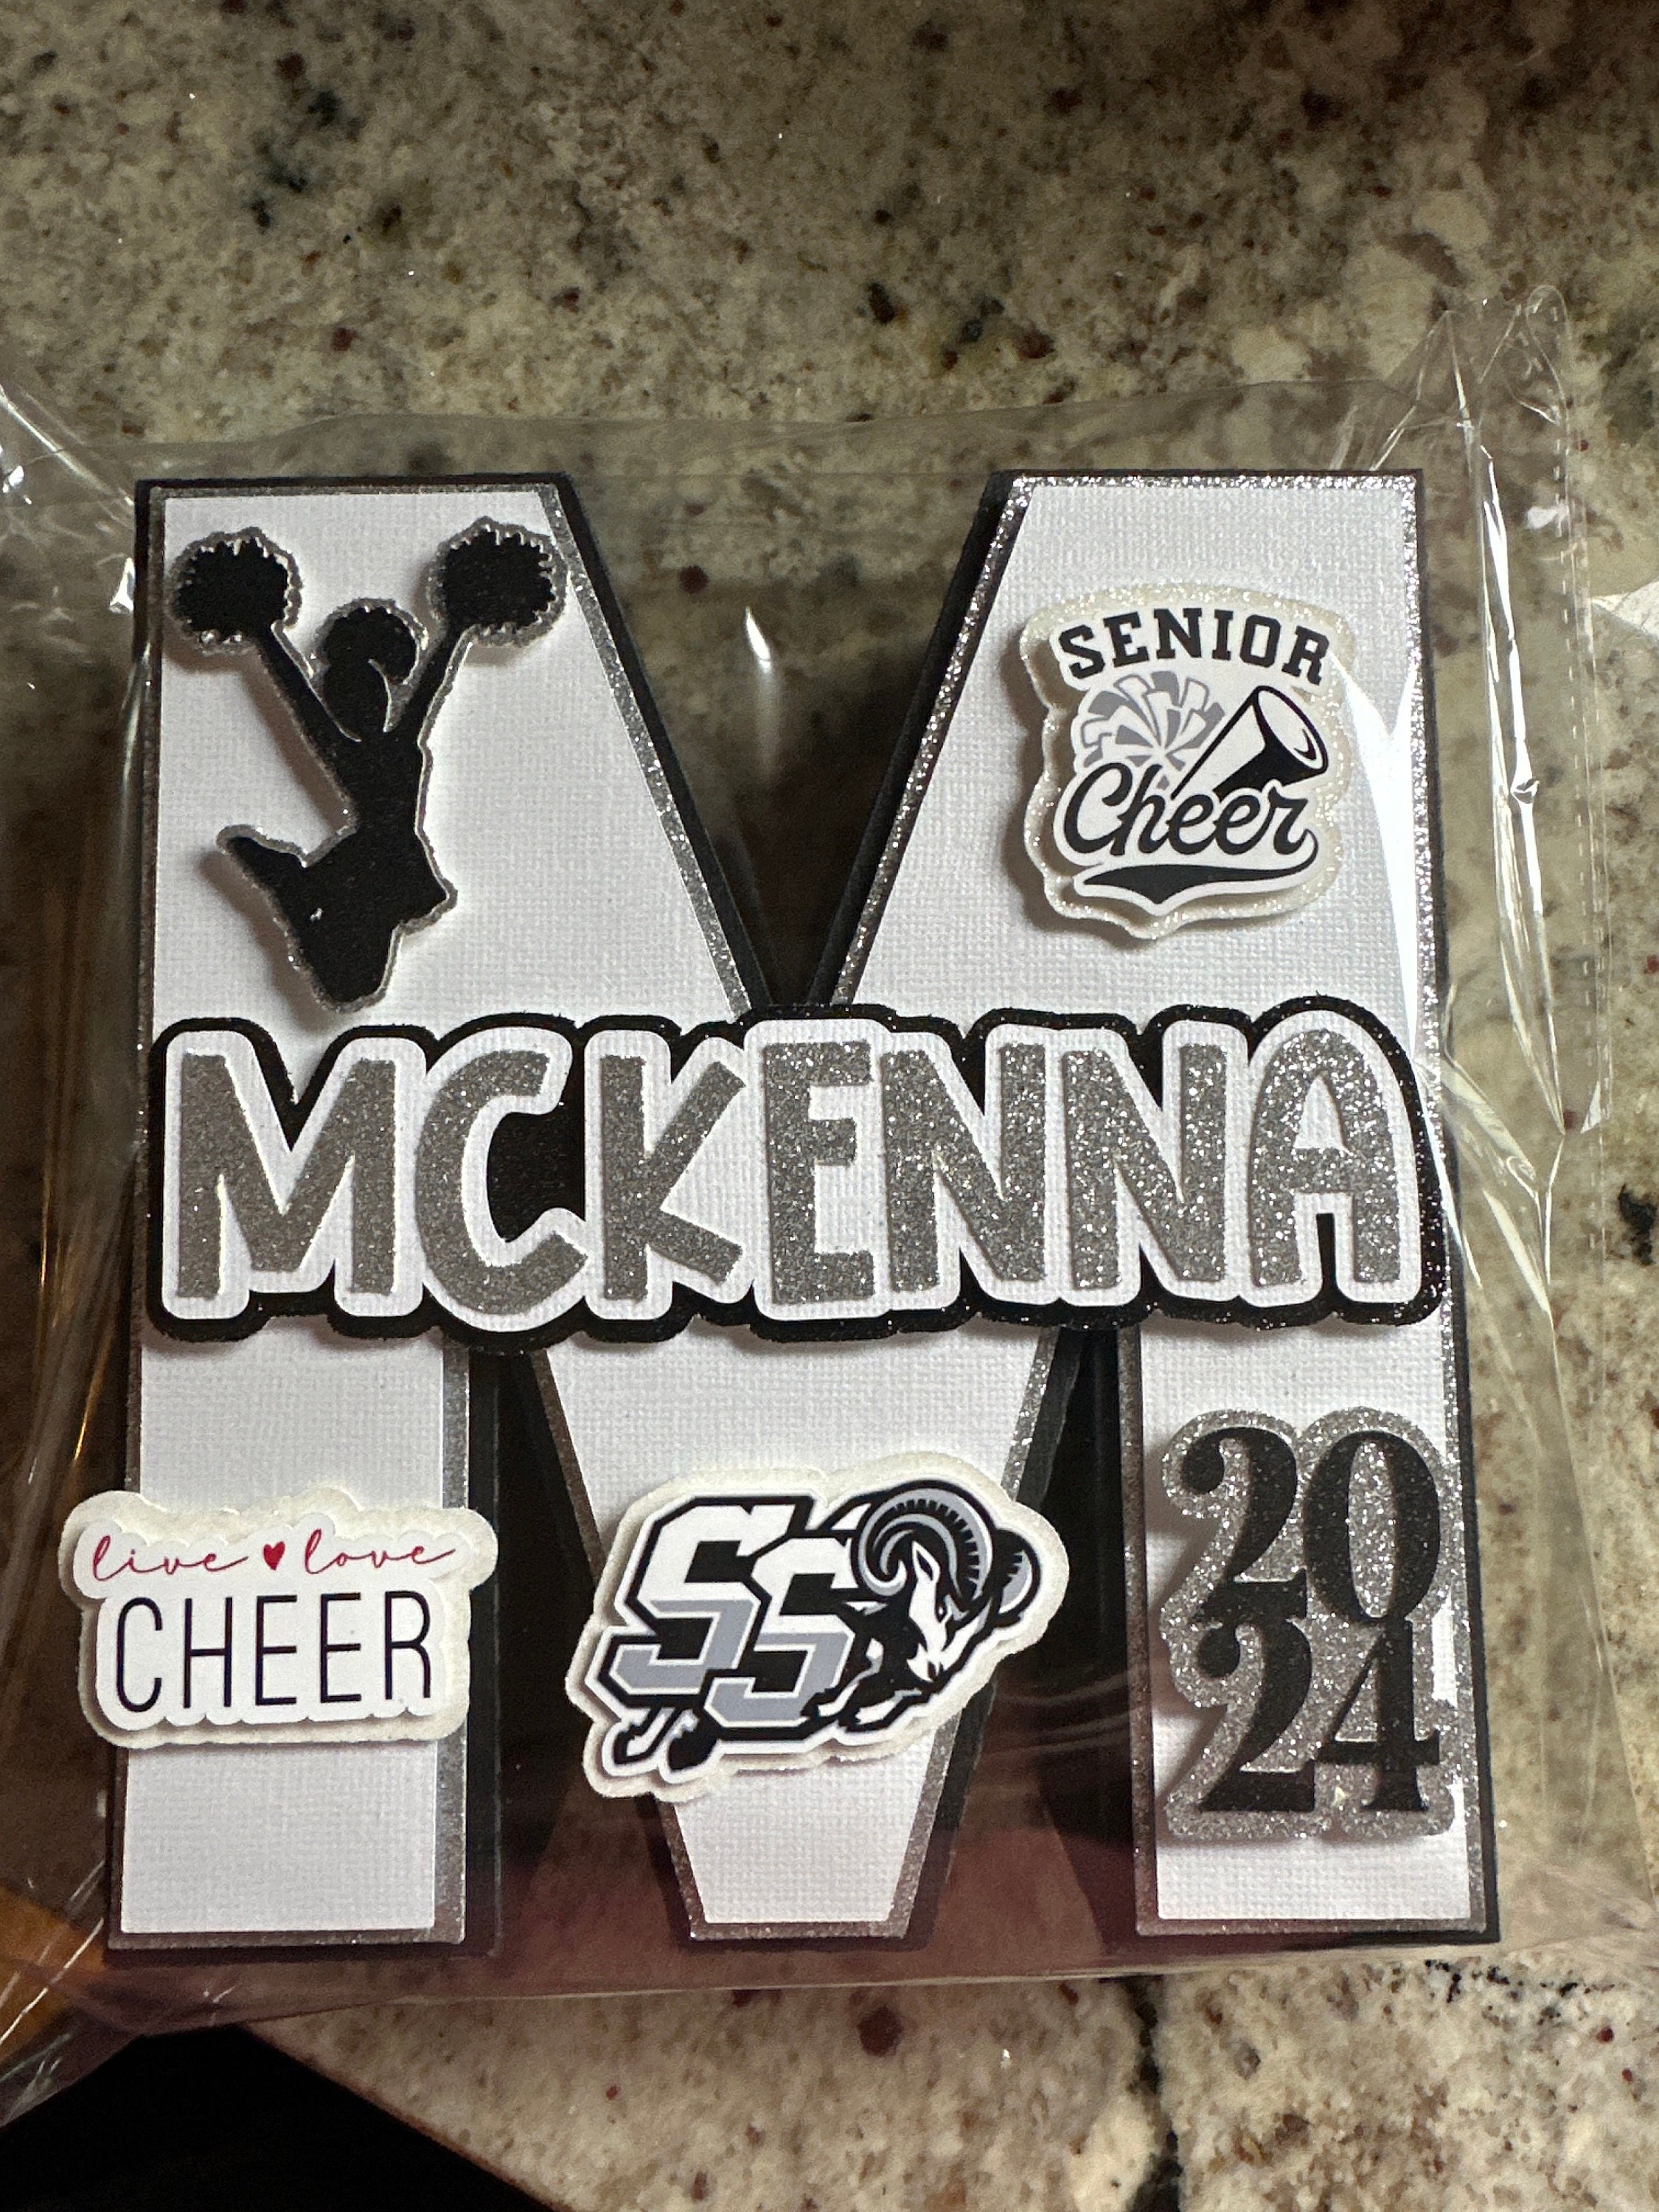 SENIOR
Cheer
MCKENNA
live love
CHEER
SS
20
24